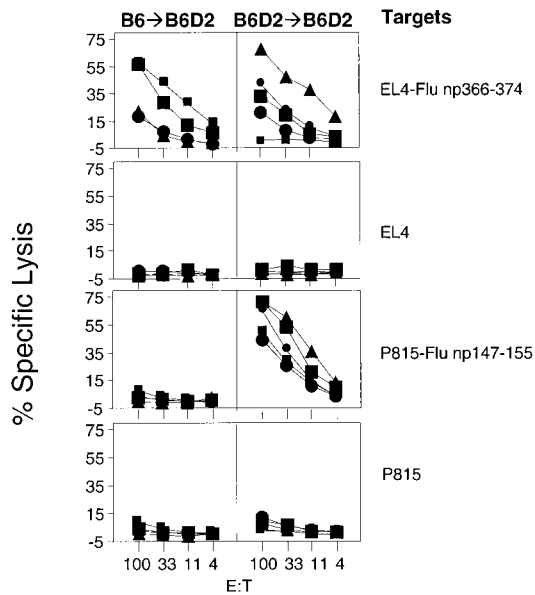 B6→B6D2 B6D2→B6D2 Targets
75
55
35
15
-5
EL4-Flu np366-374
75
55
35
15
-5
EL4
75
55
35
15
-5
P815-Flu np147-155
75
55
35
15
-5
P815
% Specific Lysis
100 33 11 4 100 33 11 4
E:T